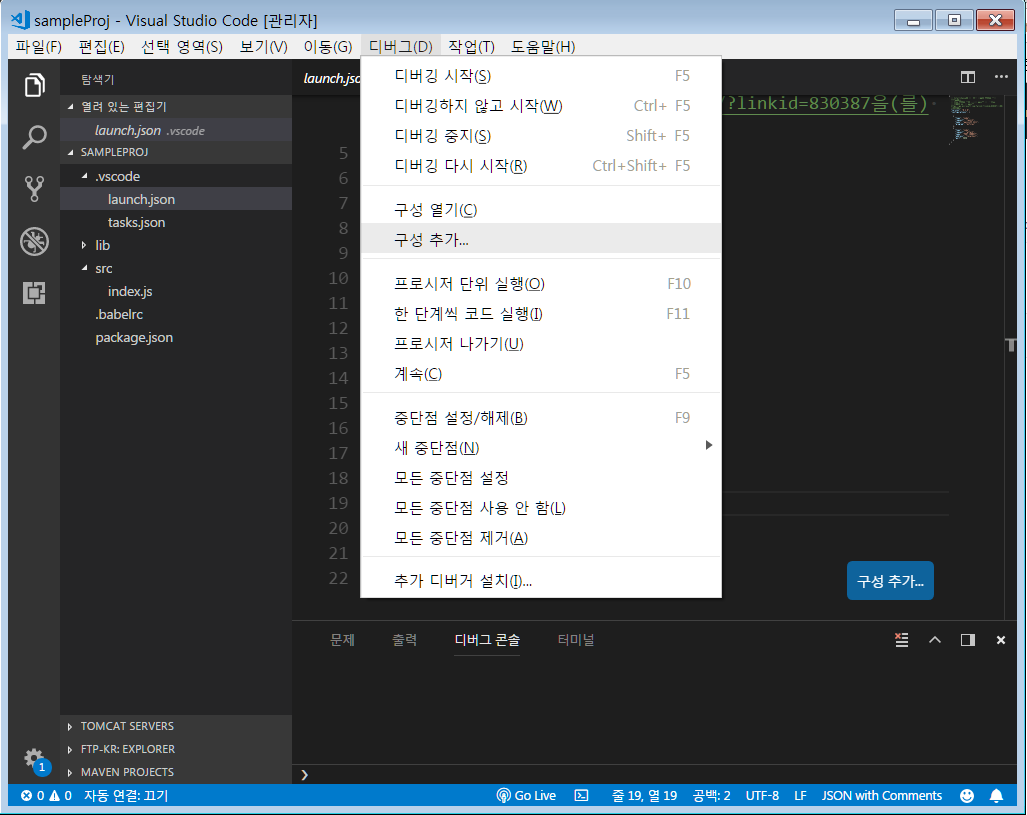 sampleProj - Visual Studio Code [관리자]
파일(F) 편집(E) 선택 영역(S) 보기(V) 이동(G) 디버그(D) 작업(T) 도움말(H)
탐색기
열려 있는 편집기
launch.json .vscode
SAMPLEPROJ
.vscode
launch.json
tasks.json
lib
src
index.js
.babelrc
package.json
TOMCAT SERVERS
FTP-KR: EXPLORER
MAVEN PROJECTS
1
launch.jso
/?linkid=830387을(를)
5
6
7
8
9
10
11
12
13
14
15
16
17
18
19
20
21
22
디버깅 시작(S) F5
디버깅하지 않고 시작(W) Ctrl+ F5
디버깅 중지(S) Shift+ F5
디버깅 다시 시작(R) Ctrl+Shift+ F5
구성 열기(C)
구성 추가...
프로시저 단위 실행(O) F10
한 단계씩 코드 실행(I) F11
프로시저 나가기(U)
계속(C) F5
중단점 설정/해제(B) F9
새 중단점(N)
모든 중단점 설정
모든 중단점 사용 안 함(L)
모든 중단점 제거(A)
추가 디버거 설치(I)...
구성 추가...
문제 출력 디버그 콘솔 터미널
0 0 자동 연결: 끄기 Go Live 줄 19, 열 19 공백: 2 UTF-8 LF JSON with Comments